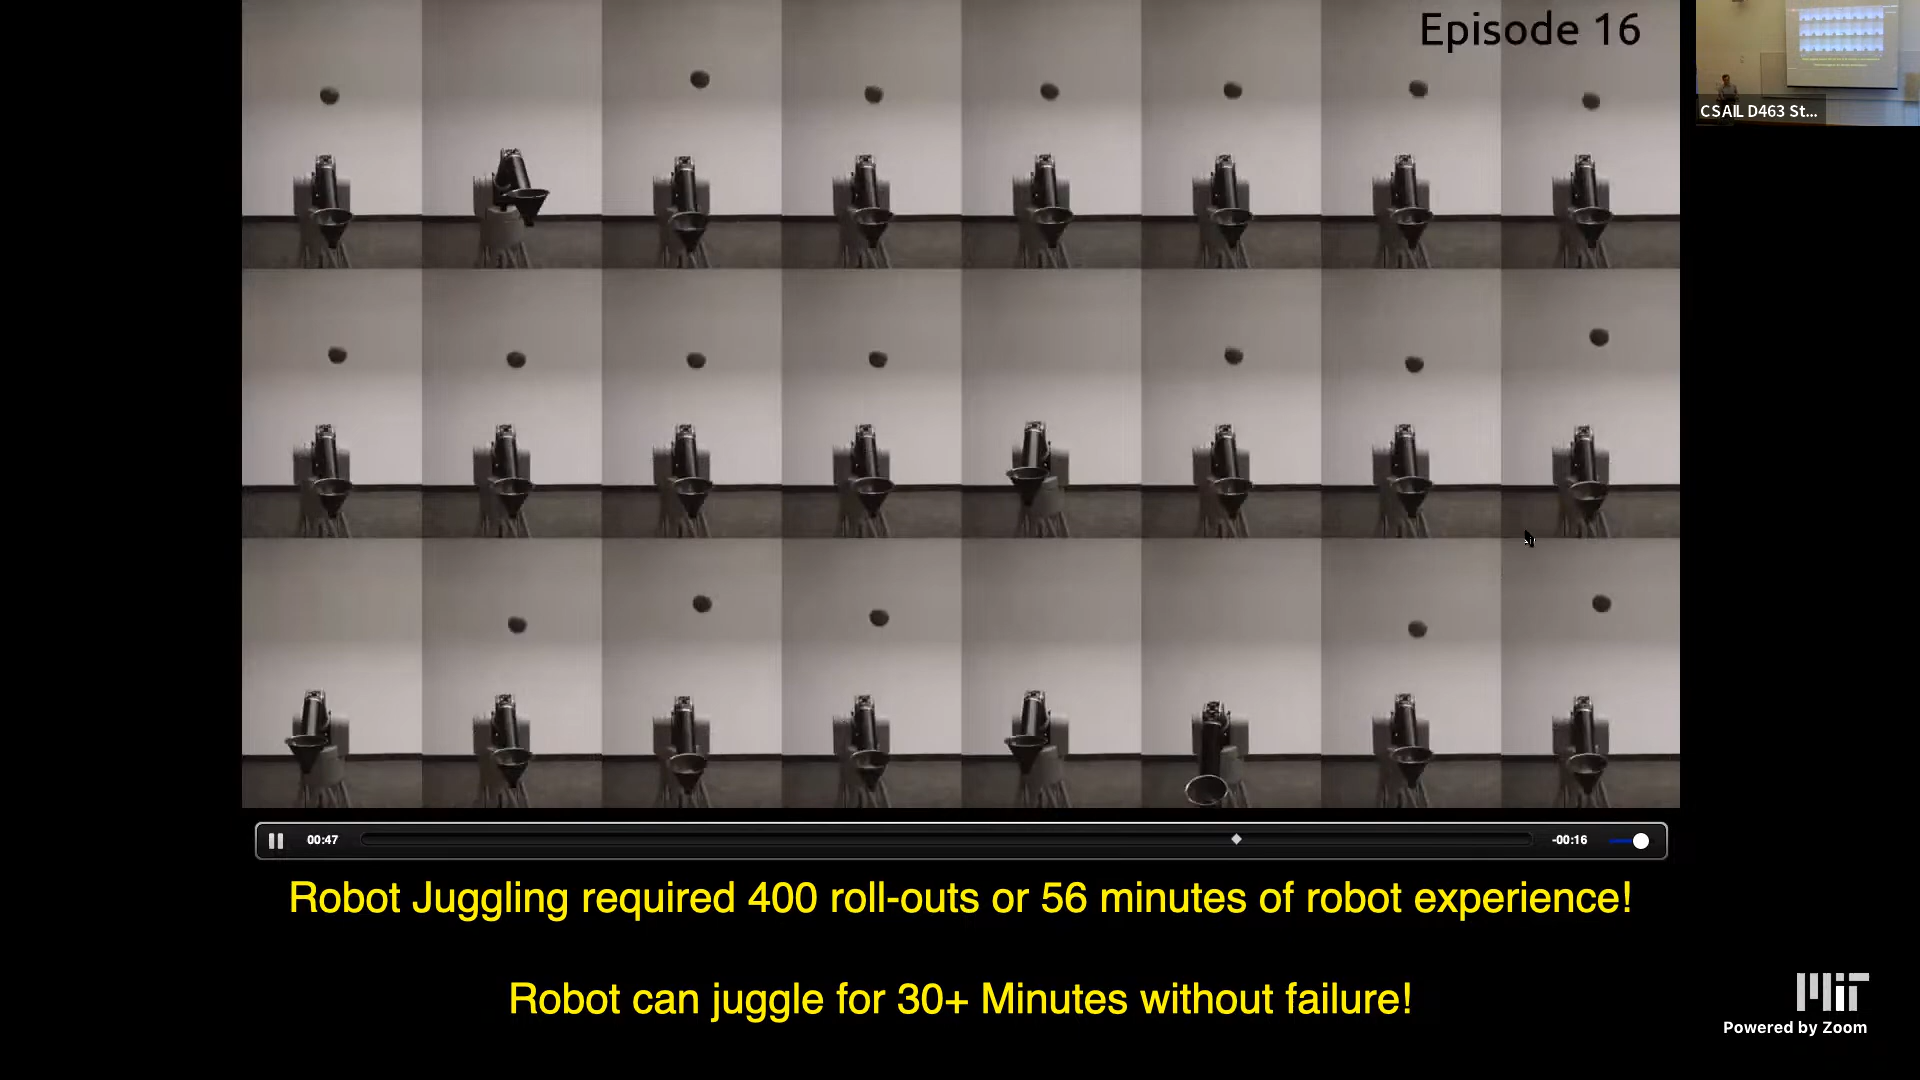 Episode 16
CSAIL D463 St...
00:47
-00:16
Robot Juggling required 400 roll-outs or 56 minutes of robot experience!
Robot can juggle for 30+ Minutes without failure!
MIT
Powered by Zoom